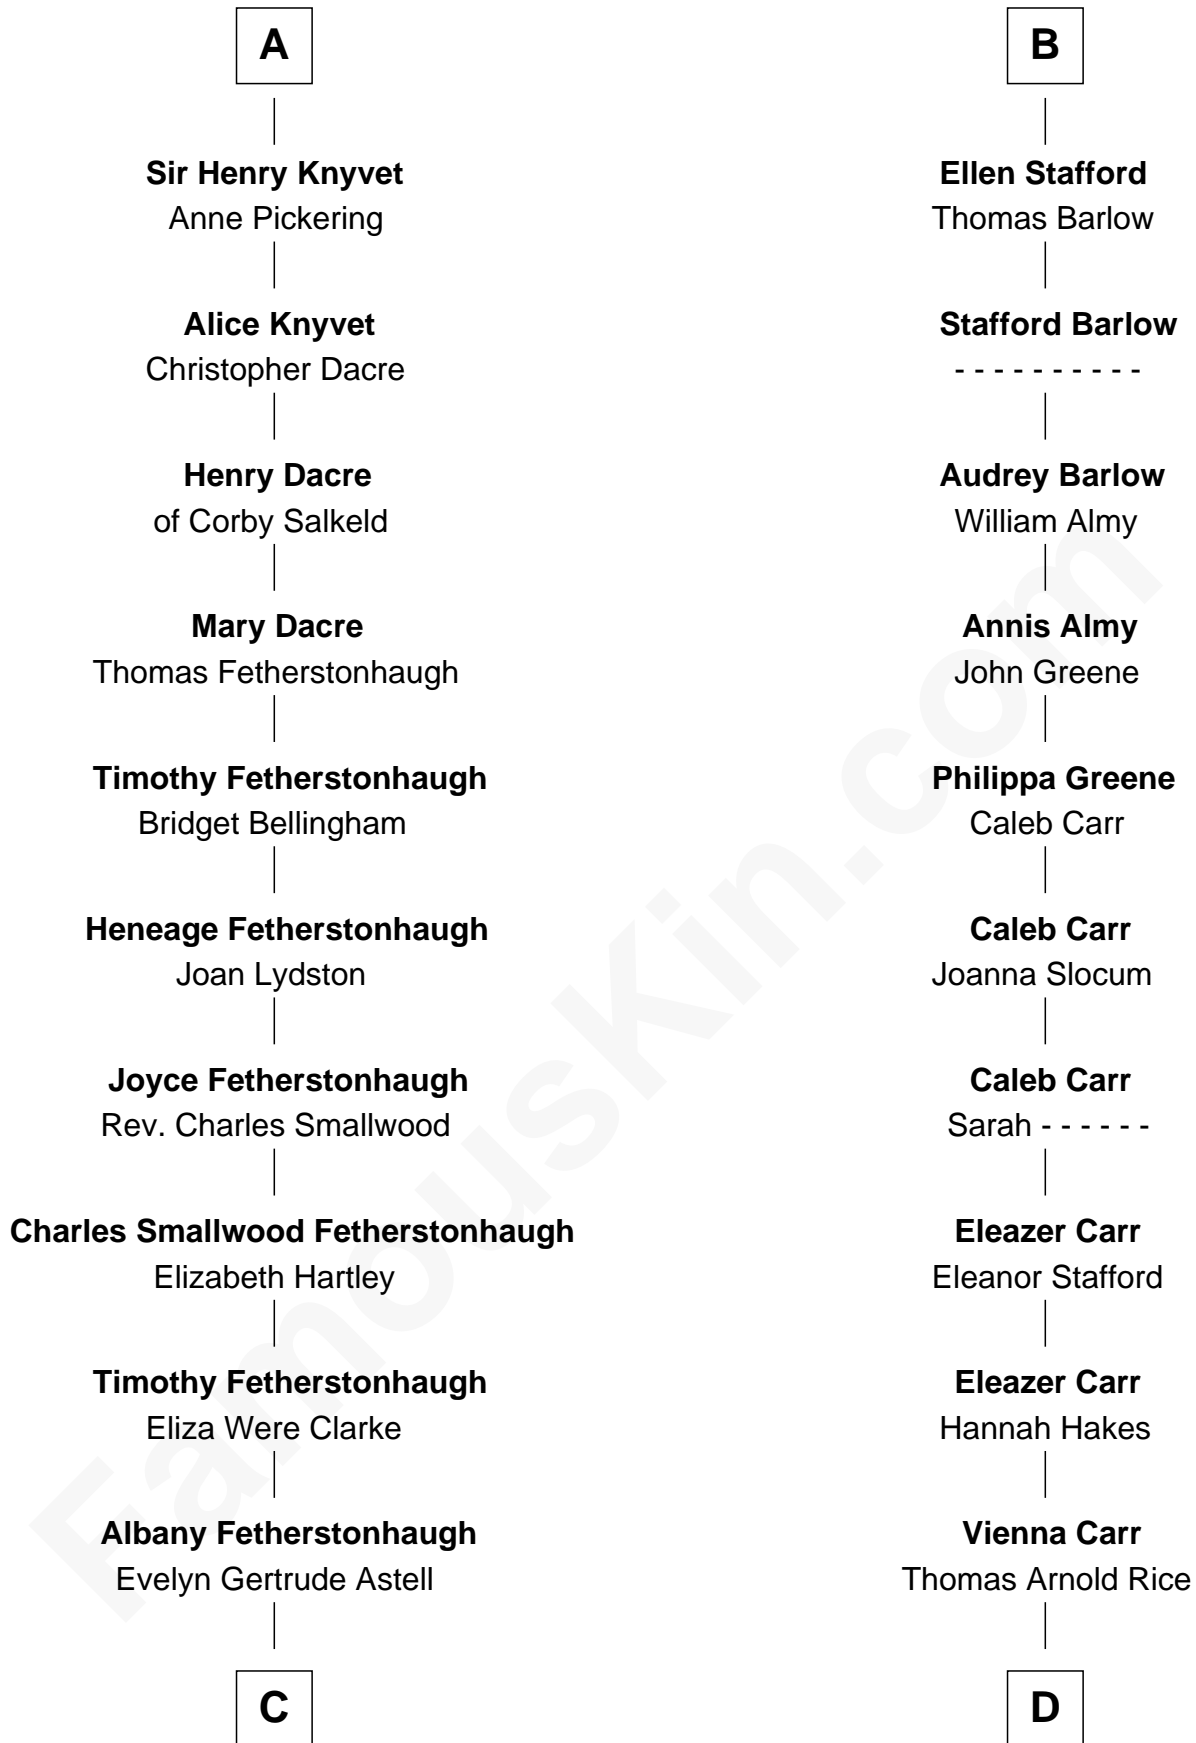 A
Sir Henry Knyvet
Anne Pickering
Alice Knyvet
Christopher Dacre
Henry Dacre
of Corby Salkeld
Mary Dacre
Thomas Fetherstonhaugh
Timothy Fetherstonhaugh
Bridget Bellingham
Heneage Fetherstonhaugh
Joan Lydston
Joyce Fetherstonhaugh
Rev. Charles Smallwood
Charles Smallwood Fetherstonhaugh
Elizabeth Hartley
Timothy Fetherstonhaugh
Eliza Were Clarke
Albany Fetherstonhaugh
Evelyn Gertrude Astell
C
B
Ellen Stafford
Thomas Barlow
Stafford Barlow
- - - - - - - - - -
Audrey Barlow
William Almy
Annis Almy
John Greene
Philippa Greene
Caleb Carr
Caleb Carr
Joanna Slocum
Caleb Carr
Sarah - - - - - -
Eleazer Carr
Eleanor Stafford
Eleazer Carr
Hannah Hakes
Vienna Carr
Thomas Arnold Rice
D
FamousKin.com